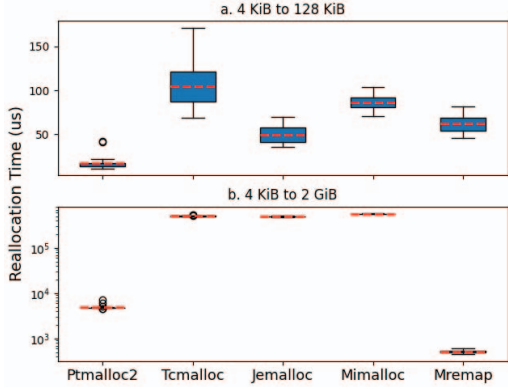 a. 4 KiB to 128 KiB
150
100
50
Reallocation Time (us)
b. 4 KiB to 2 GiB
10^5
10^4
10^3
Ptmalloc2 Tcmalloc Jemalloc Mimalloc Mremap